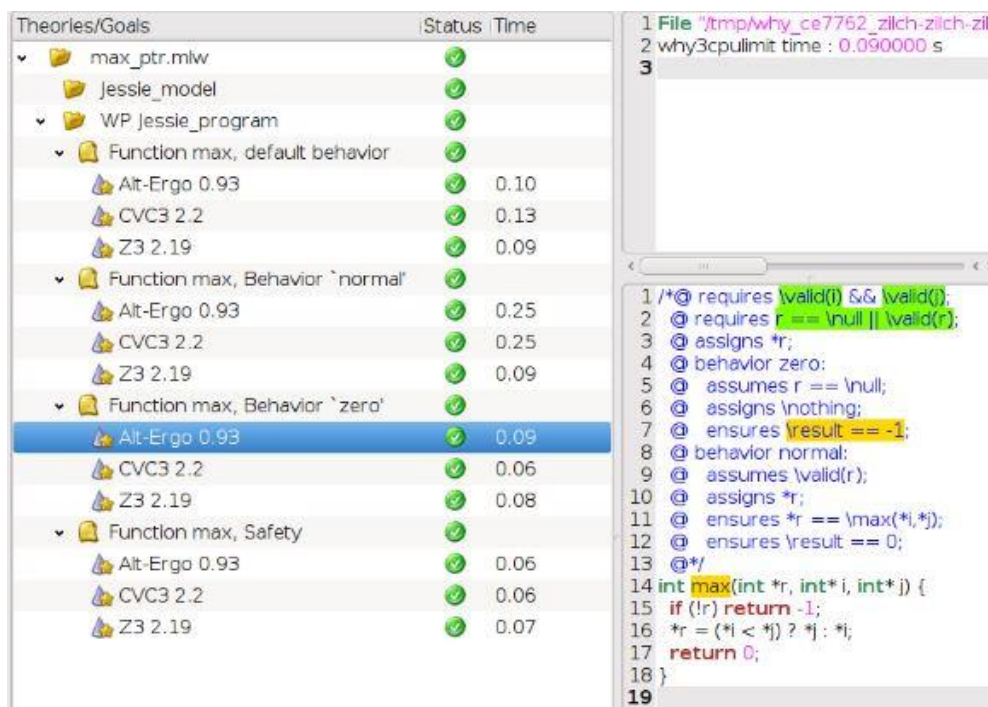 Theories/Goals Status Time
max_ptr.mlw
Jessie_model
WP Jessie_program
Function max, default behavior
Alt-Ergo 0.93 0.10
CVC3 2.2 0.13
Z3 2.19 0.09
Function max, Behavior `normal'
Alt-Ergo 0.93 0.25
CVC3 2.2 0.25
Z3 2.19 0.09
Function max, Behavior `zero'
Alt-Ergo 0.93 0.09
CVC3 2.2 0.06
Z3 2.19 0.08
Function max, Safety
Alt-Ergo 0.93 0.06
CVC3 2.2 0.06
Z3 2.19 0.07
1 File "/tmp/why_ce7762_zilch-zilch-zil
2 why3cpulimit time : 0.090000 s
3
1 /*@ requires \valid(i) && \valid(j);
2 @ requires r == \null || \valid(r);
3 @ assigns *r;
4 @ behavior zero:
5 @ assumes r == \null;
6 @ assigns \nothing;
7 @ ensures \result == -1;
8 @ behavior normal:
9 @ assumes \valid(r);
10 @ assigns *r;
11 @ ensures *r == \max(*i,*j);
12 @ ensures \result == 0;
13 @*/
14 int max(int *r, int* i, int* j) {
15 if (!r) return -1;
16 *r = (*i < *j) ? *j : *i;
17 return 0;
18 }
19